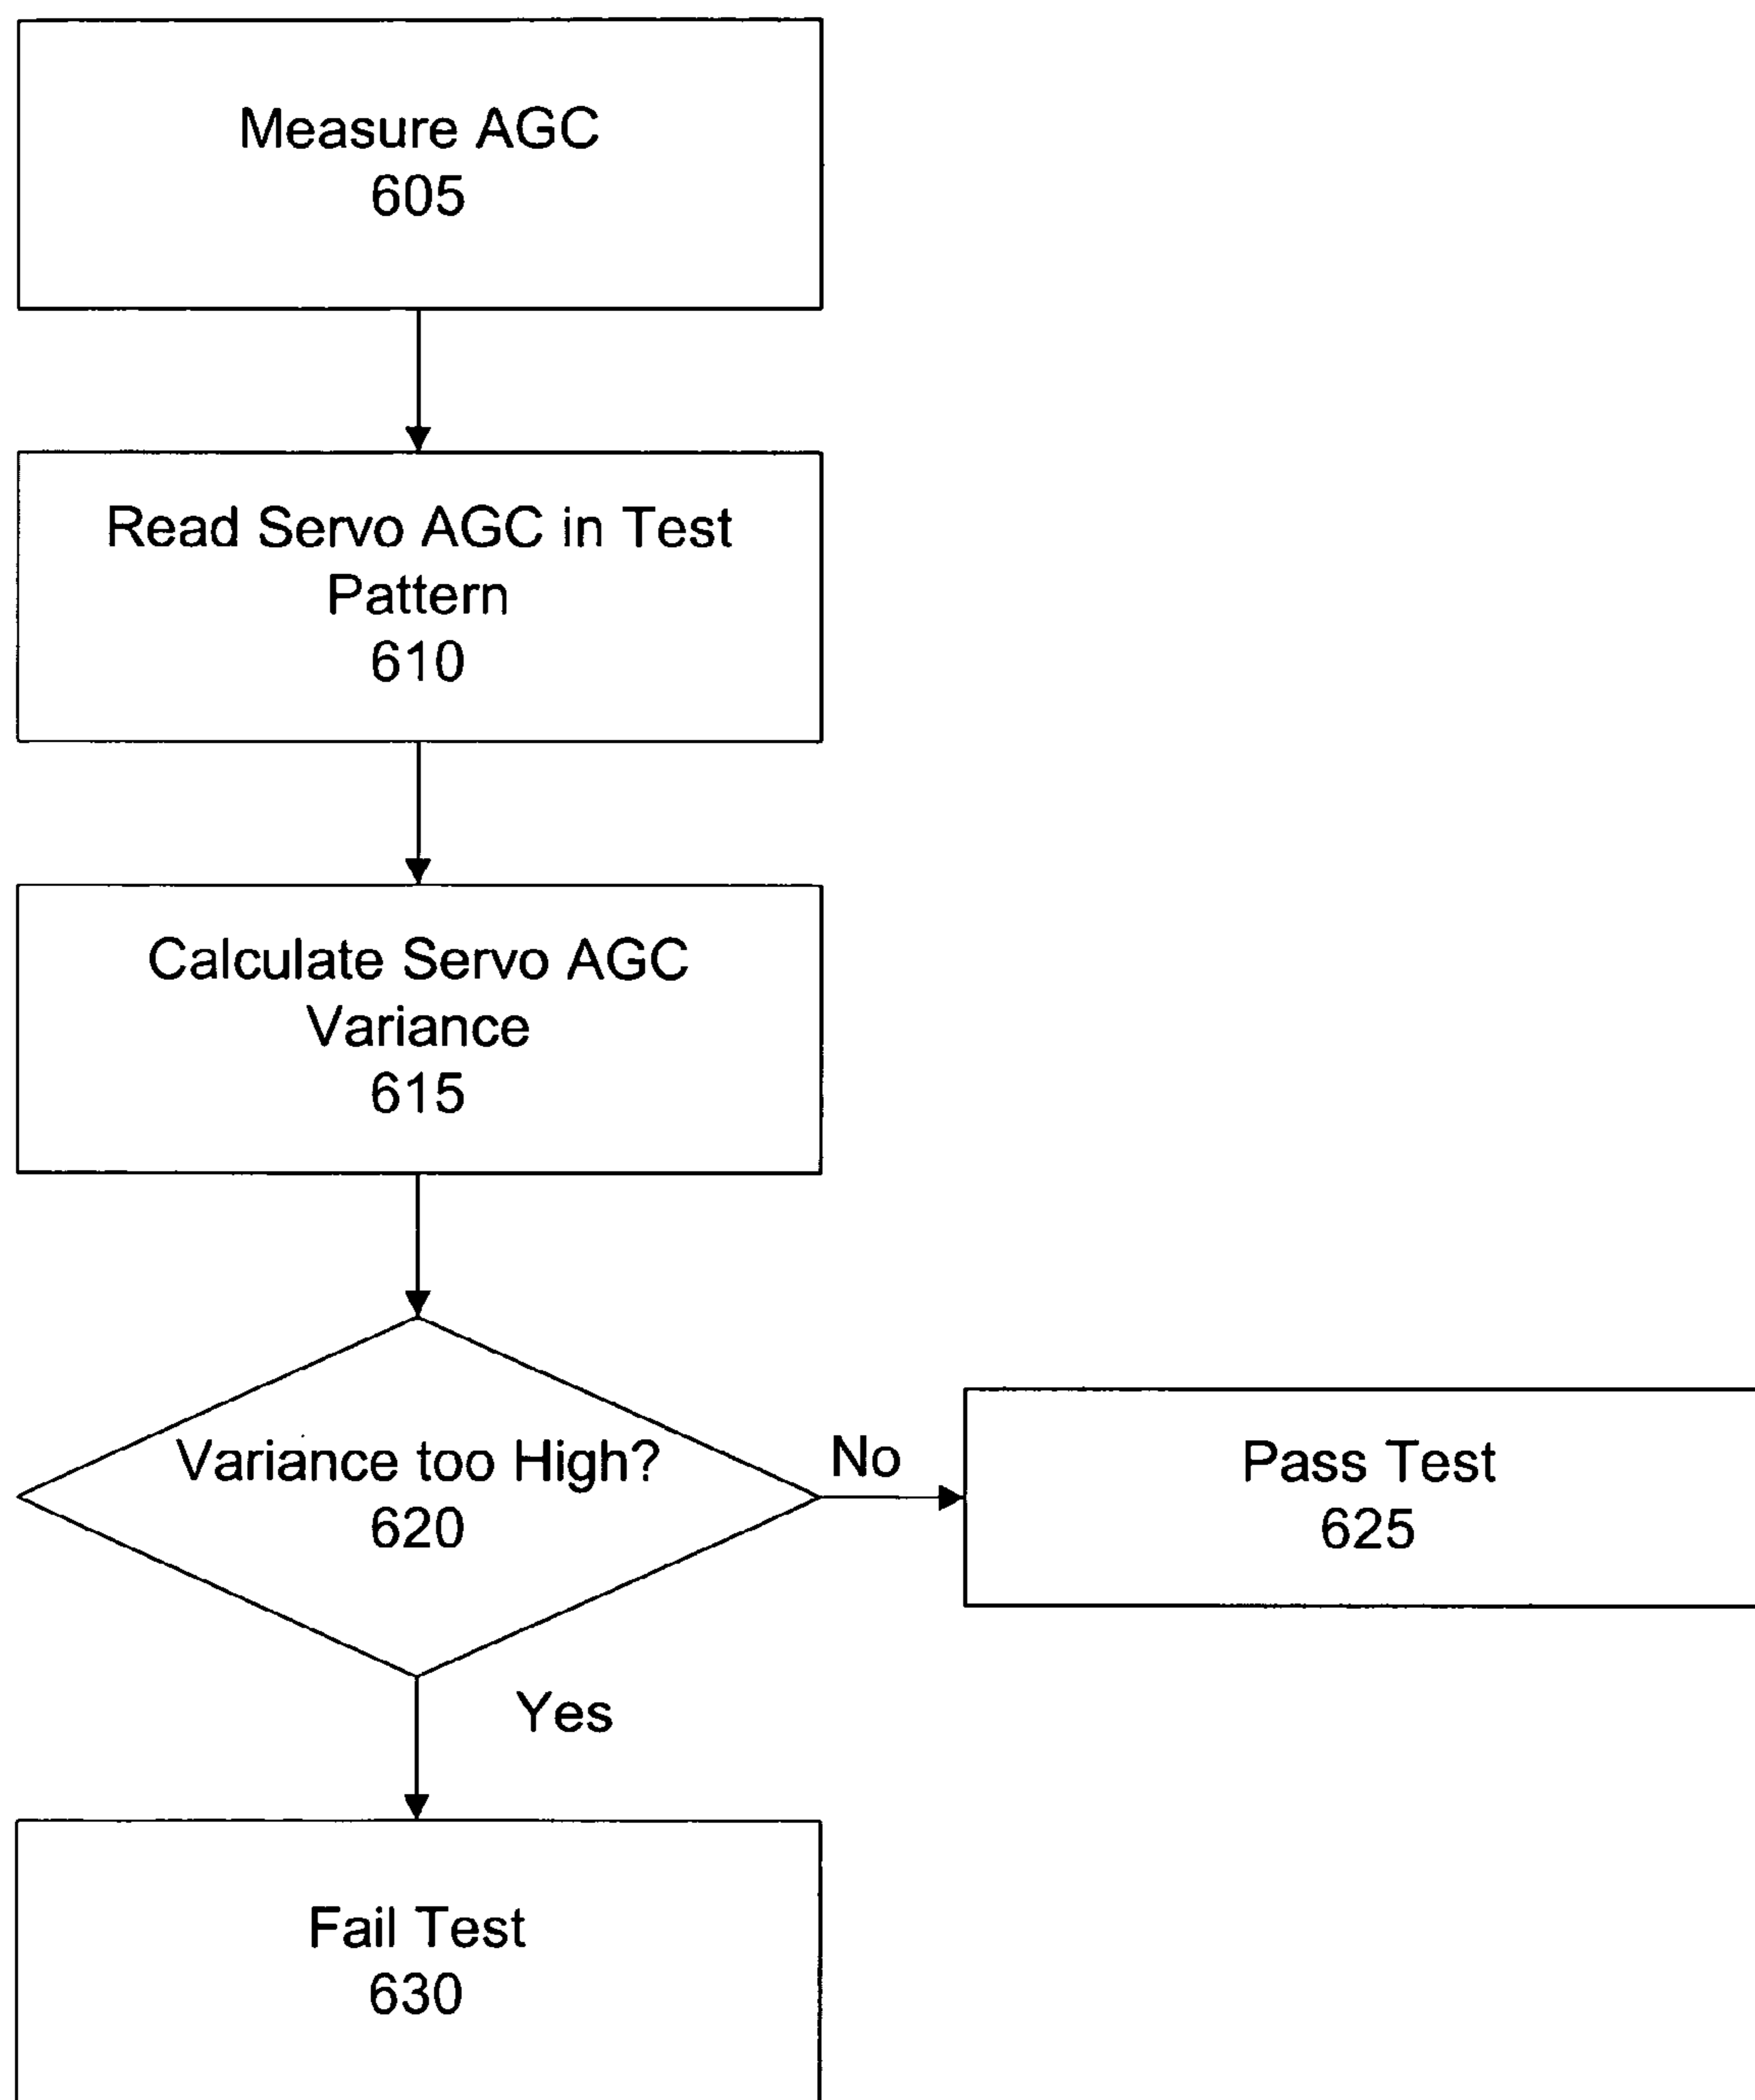 Measure AGC
605
Read Servo AGC in Test
Pattern
610
Calculate Servo AGC
Variance
615
Variance too High?
620
No
Pass Test
625
Yes
Fail Test
630